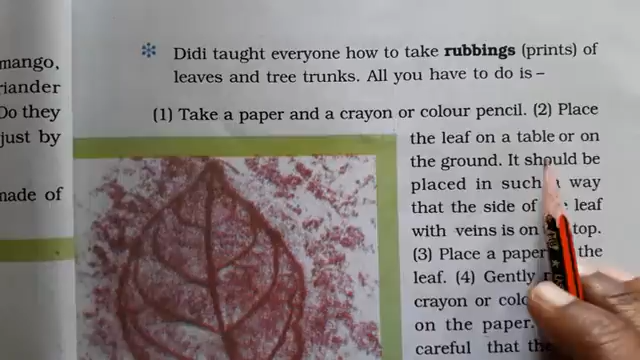 mango,
riander
Do they
just by
made of
* Didi taught everyone how to take rubbings (prints) of
leaves and tree trunks. All you have to do is –
(1) Take a paper and a crayon or colour pencil. (2) Place
the leaf on a table or on
the ground. It should be
placed in such way
that the side of leaf
with veins is on top.
(3) Place a paper the
leaf. (4) Gently
crayon or
on the paper.
careful that the